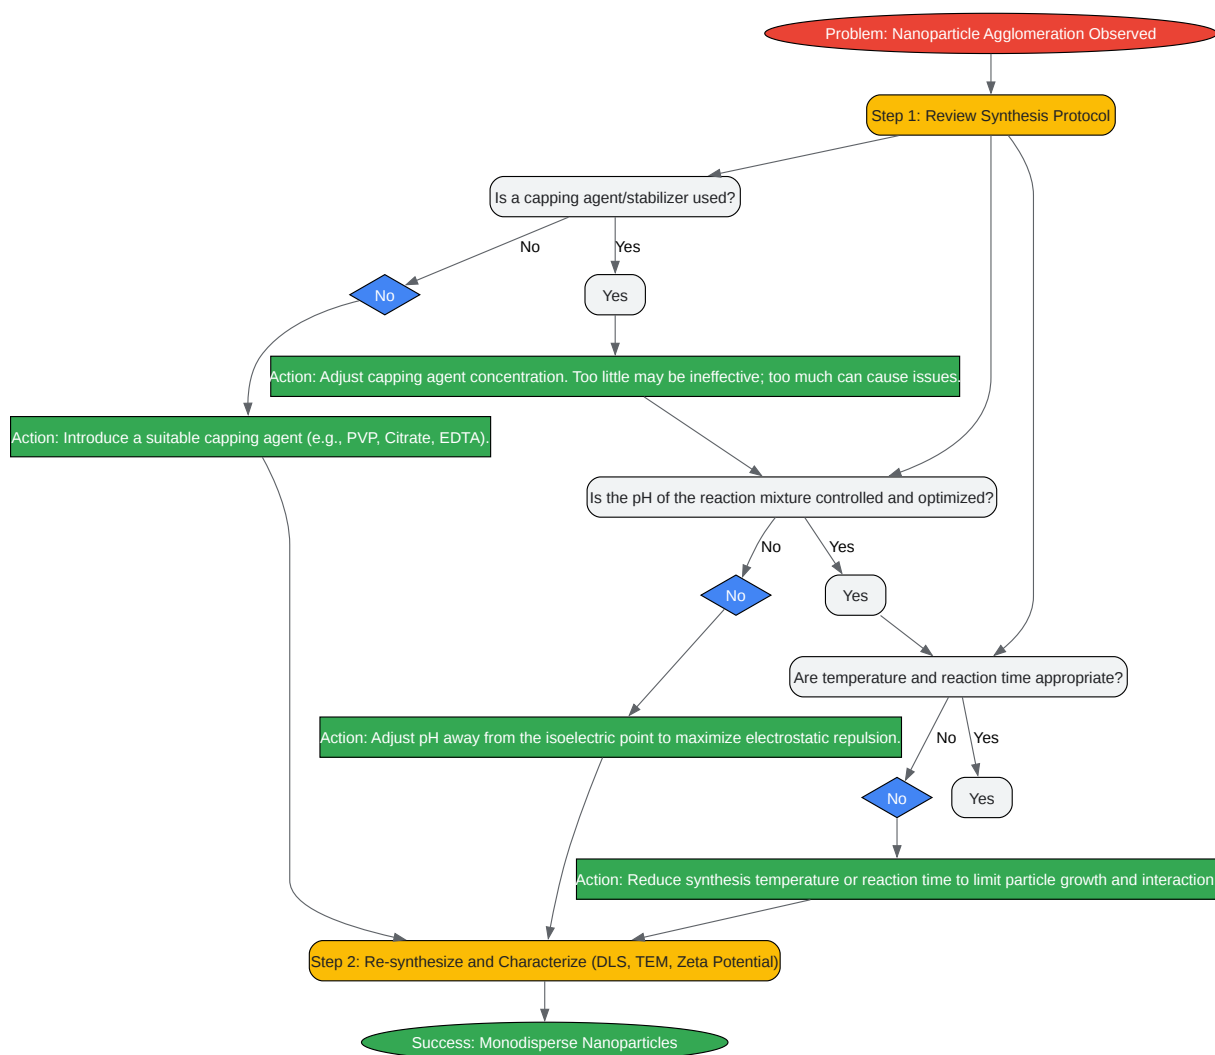 Problem: Nanoparticle Agglomeration Observed
Step 1: Review Synthesis Protocol
Is a capping agent/stabilizer used?
No
Yes
No
Yes
Action: Adjust capping agent concentration. Too little may be ineffective; too much can cause issues.
Action: Introduce a suitable capping agent (e.g., PVP, Citrate, EDTA).
Is the pH of the reaction mixture controlled and optimized?
No
Yes
No
Yes
Are temperature and reaction time appropriate?
Action: Adjust pH away from the isoelectric point to maximize electrostatic repulsion.
No
Yes
No
Yes
Action: Reduce synthesis temperature or reaction time to limit particle growth and interaction
Step 2: Re-synthesize and Characterize (DLS, TEM, Zeta Potential)
Success: Monodisperse Nanoparticles